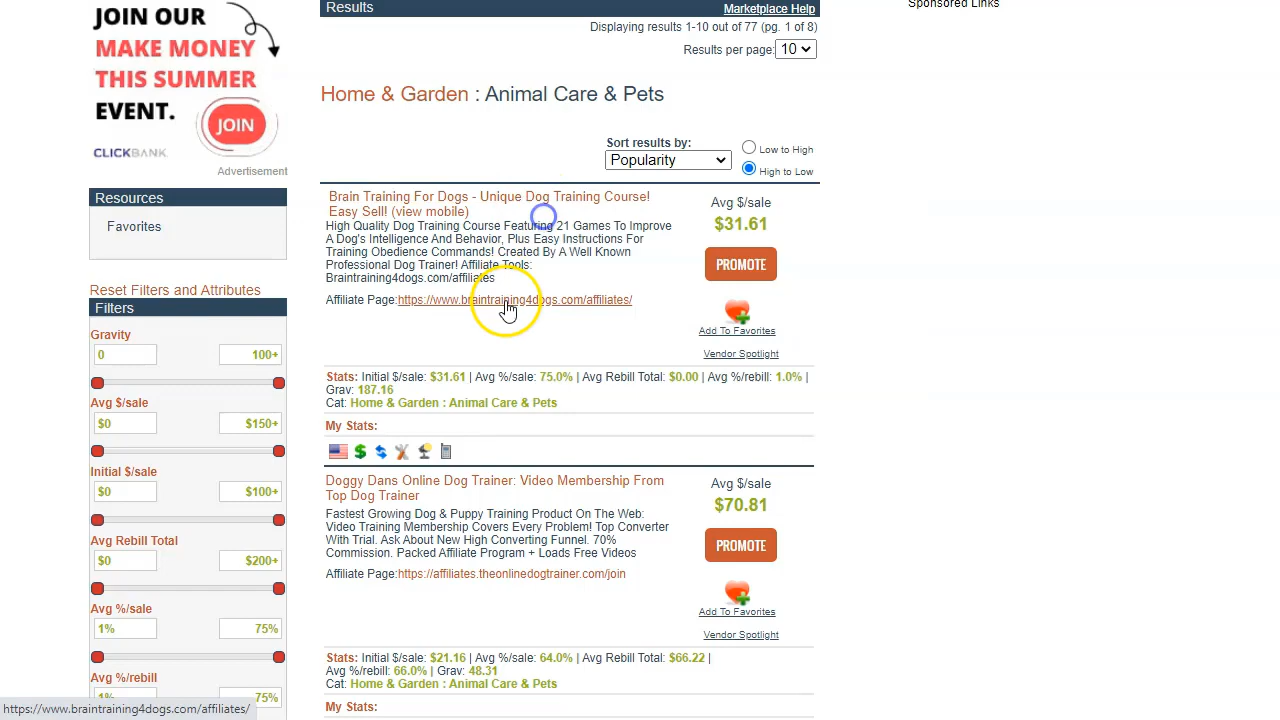 JOIN OUR
MAKE MONEY
THIS SUMMER
EVENT.
JOIN
CLICKBANK
Advertisement
Resources
Favorites
Reset Filters and Attributes
Filters
Gravity
0 100+
Avg $/sale
$0 $150+
Initial $/sale
$0 $100+
Avg Rebill Total
$0 $200+
Avg %/sale
1% 75%
Avg %/rebill
1% 75%
Results Marketplace Help
Displaying results 1-10 out of 77 (pg. 1 of 8)
Results per page: 10
Home & Garden : Animal Care & Pets
Sort results by:
Popularity
Low to High
High to Low
Brain Training For Dogs - Unique Dog Training Course!
Easy Sell! (view mobile)
High Quality Dog Training Course Featuring 21 Games To Improve
A Dog's Intelligence And Behavior, Plus Easy Instructions For
Training Obedience Commands! Created By A Well Known
Professional Dog Trainer! Affiliate Tools:
Braintraining4dogs.com/affiliates
Affiliate Page:https://www.braintraining4dogs.com/affiliates/
Avg $/sale
$31.61
PROMOTE
Add To Favorites
Vendor Spotlight
Stats: Initial $/sale: $31.61 | Avg %/sale: 75.0% | Avg Rebill Total: $0.00 | Avg %/rebill: 1.0% |
Grav: 187.16
Cat: Home & Garden : Animal Care & Pets
My Stats:
Doggy Dans Online Dog Trainer: Video Membership From
Top Dog Trainer
Fastest Growing Dog & Puppy Training Product On The Web:
Video Training Membership Covers Every Problem! Top Converter
With Trial. Ask About New High Converting Funnel. 70%
Commission. Packed Affiliate Program + Loads Free Videos
Affiliate Page:https://affiliates.theonlinedogtrainer.com/join
Avg $/sale
$70.81
PROMOTE
Add To Favorites
Vendor Spotlight
Stats: Initial $/sale: $21.16 | Avg %/sale: 64.0% | Avg Rebill Total: $66.22 |
Avg %/rebill: 66.0% | Grav: 48.31
Cat: Home & Garden : Animal Care & Pets
My Stats:
Sponsored Links
https://www.braintraining4dogs.com/affiliates/